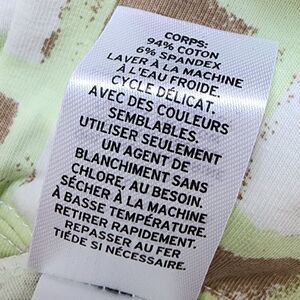 CORPS:
94% COTON
6% SPANDEX
LAVER À LA MACHINE
À L'EAU FROIDE.
CYCLE DÉLICAT.
AVEC DES COULEURS
SEMBLABLES.
UTILISER SEULEMENT
UN AGENT DE
BLANCHIMENT SANS
CHLORE, AU BESOIN.
SÉCHER À LA MACHINE
À BASSE TEMPÉRATURE.
RETIRER RAPIDEMENT.
REPASSER AU FER
TIÈDE SI NÉCESSAIRE.